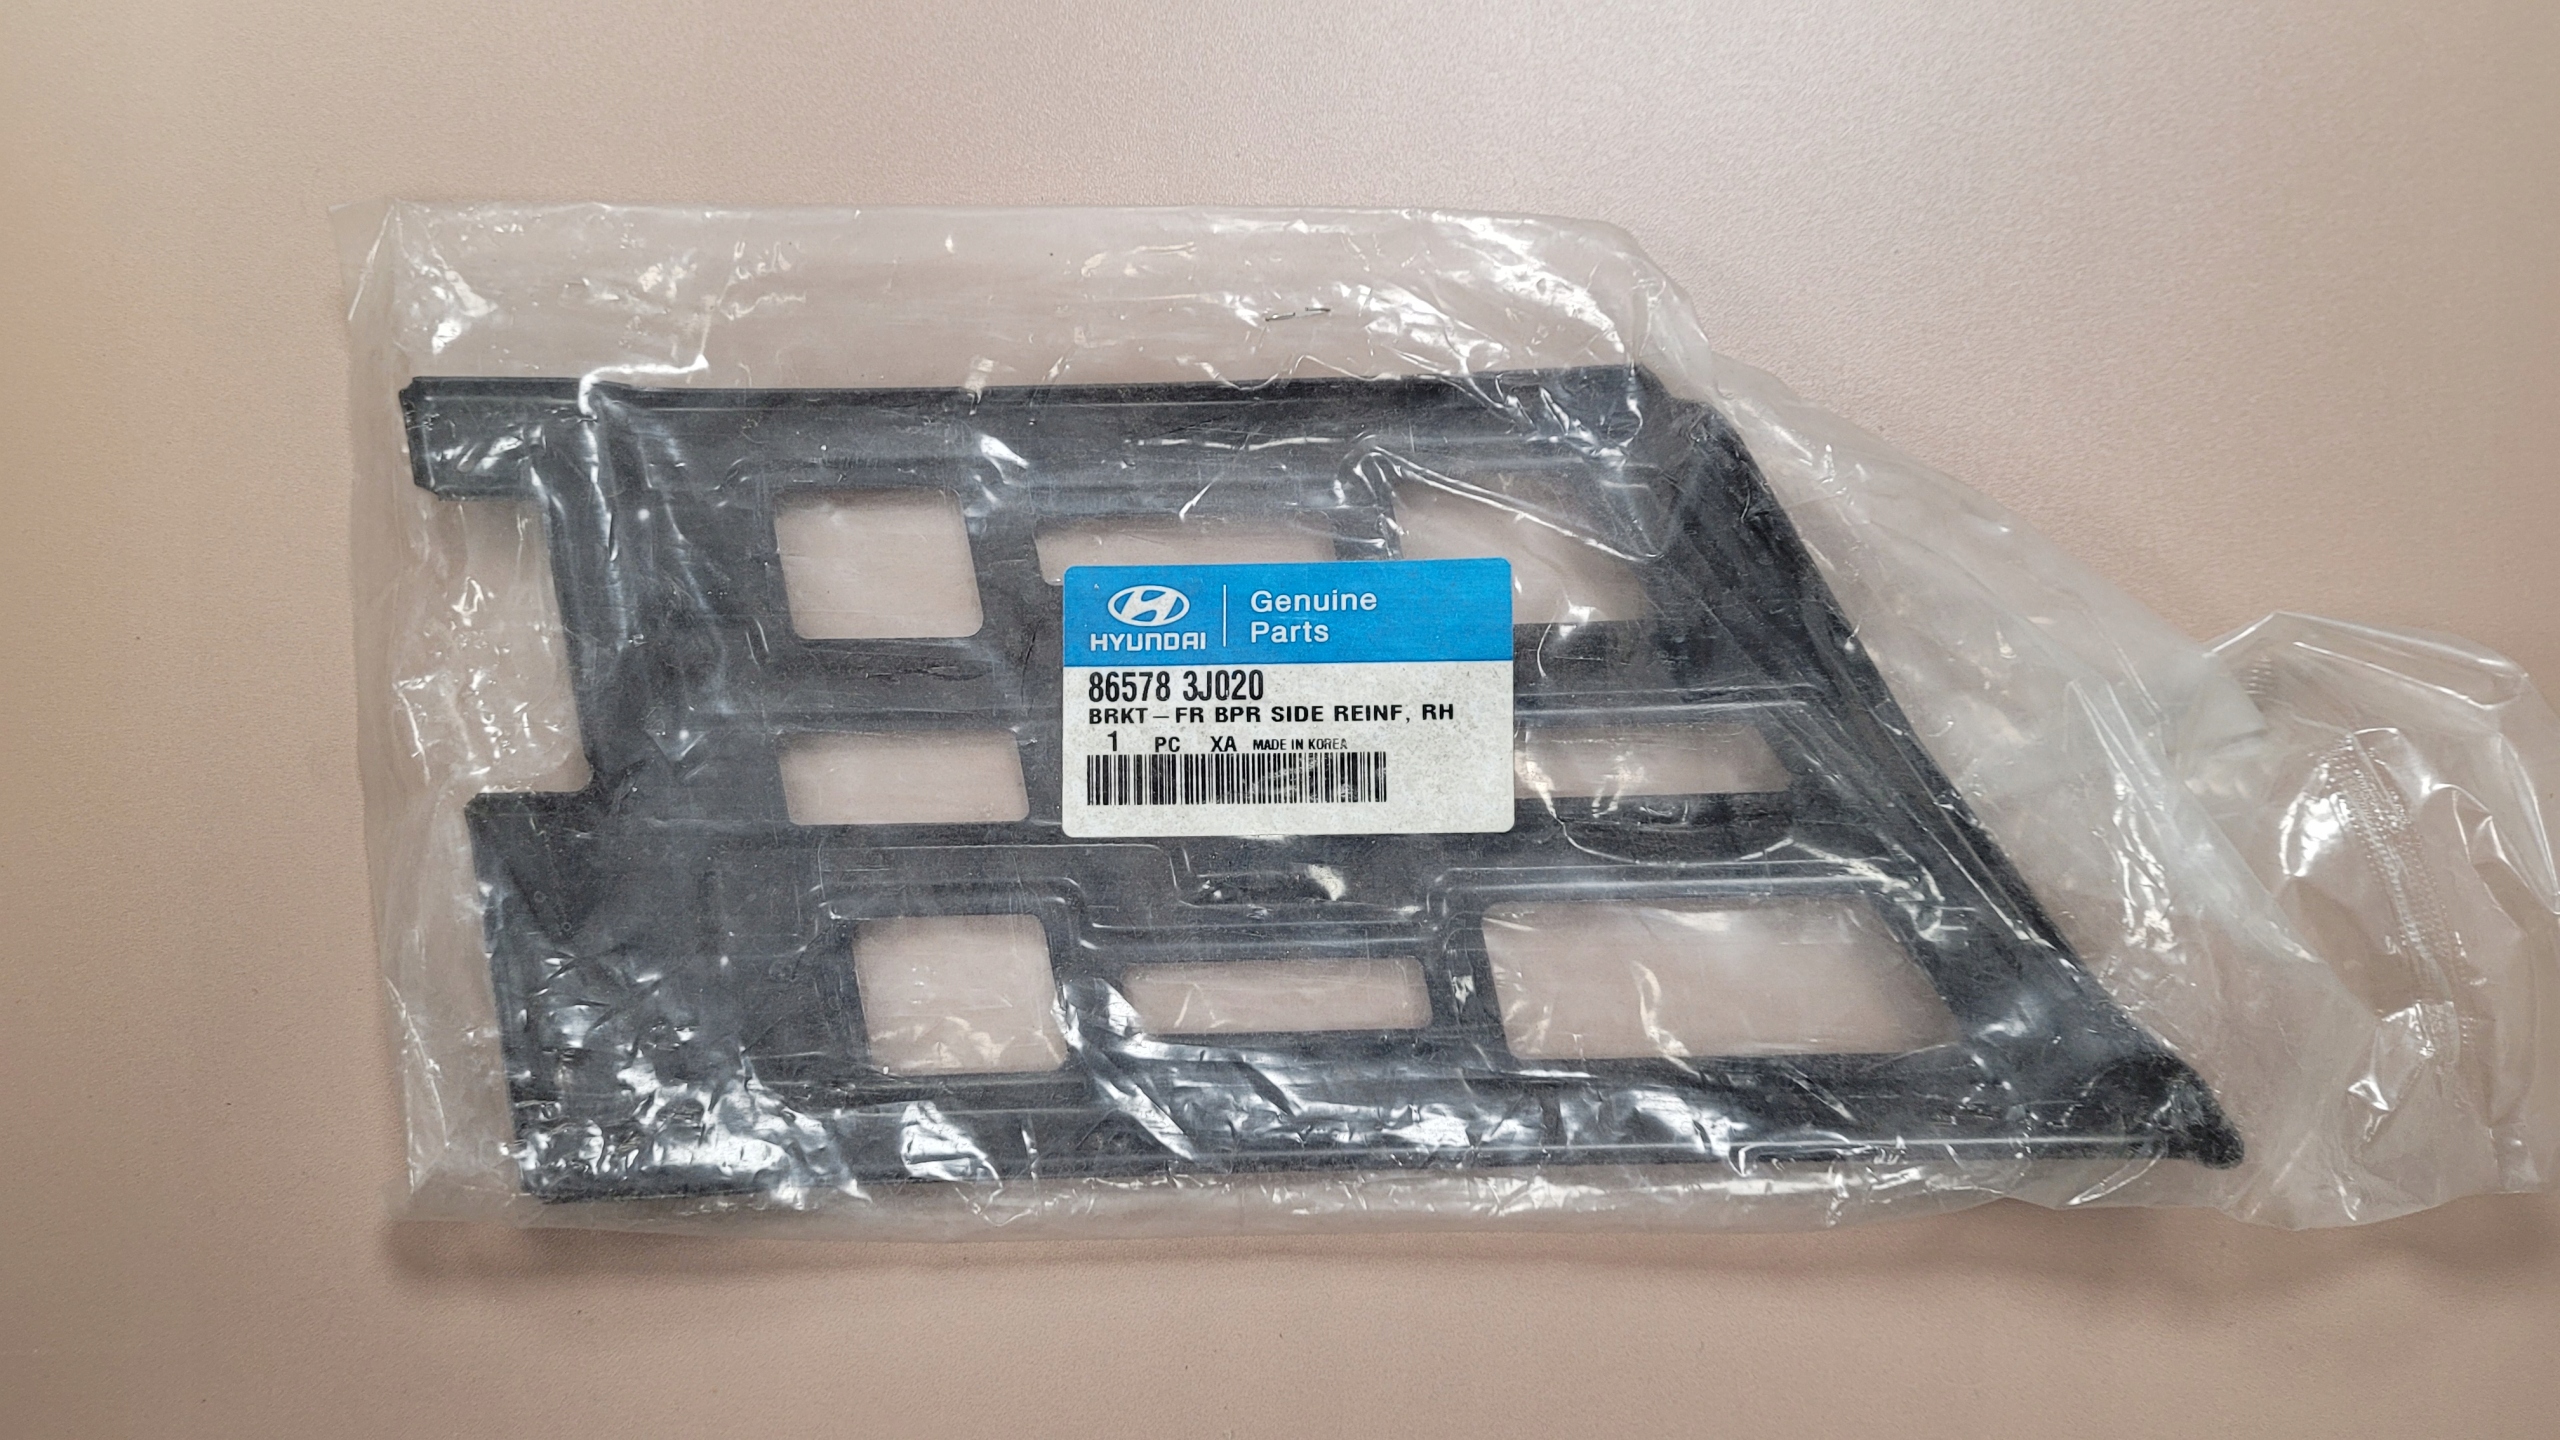 HYUNDAI
Genuine
Parts
86578 3J020
BRKT-FR BPR SIDE REINF, RH
1 PC XA MADE IN KOREA